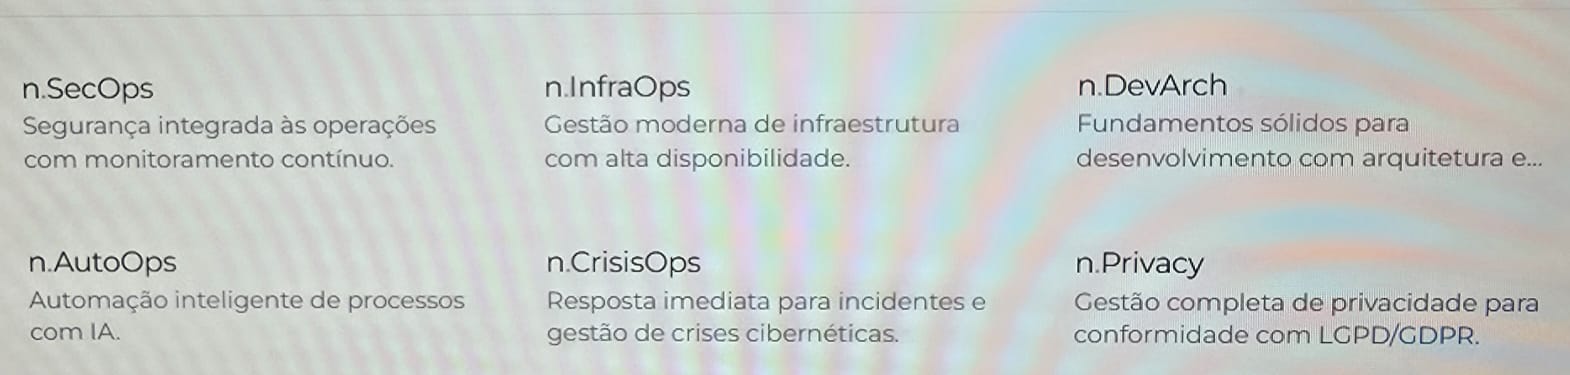 n.SecOps
Segurança integrada às operações
com monitoramento contínuo.
n.InfraOps
Gestão moderna de infraestrutura
com alta disponibilidade.
n.DevArch
Fundamentos sólidos para
desenvolvimento com arquitetura e...
n.AutoOps
Automação inteligente de processos
com IA.
n.CrisisOps
Resposta imediata para incidentes e
gestão de crises cibernéticas.
n.Privacy
Gestão completa de privacidade para
conformidade com LGPD/GDPR.